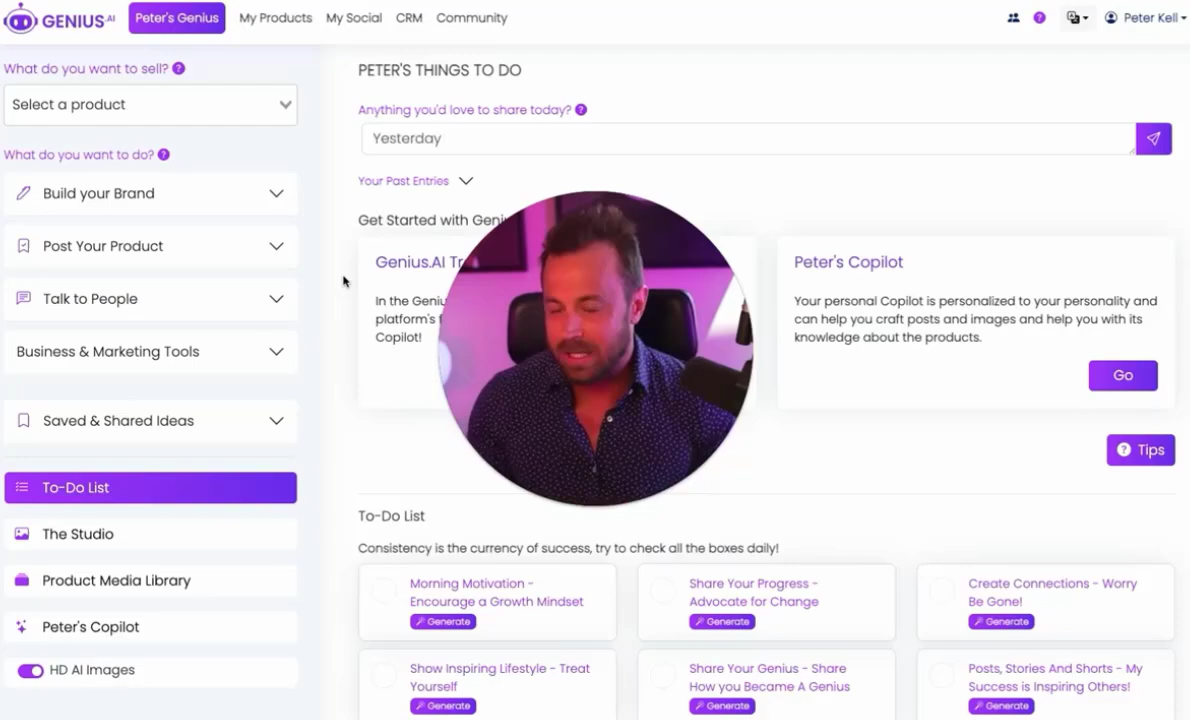 GENIUS.AI
Peter's Genius
My Products
My Social
CRM
Community
Peter Kell
What do you want to sell?
Select a product
What do you want to do?
Build your Brand
Post Your Product
Talk to People
Business & Marketing Tools
Saved & Shared Ideas
To-Do List
The Studio
Product Media Library
Peter's Copilot
HD AI Images
PETER'S THINGS TO DO
Anything you'd love to share today?
Yesterday
Your Past Entries
Get Started with
Genius.AI
In the
platform's
Copilot!
Peter's Copilot
Your personal Copilot is personalized to your personality and
can help you craft posts and images and help you with its
knowledge about the products.
Go
Tips
To-Do List
Consistency is the currency of success, try to check all the boxes daily!
Morning Motivation -
Encourage a Growth Mindset
Generate
Share Your Progress -
Advocate for Change
Generate
Create Connections - Worry
Be Gone!
Generate
Show Inspiring Lifestyle - Treat
Yourself
Generate
Share Your Genius - Share
How you Became A Genius
Generate
Posts, Stories And Shorts - My
Success is Inspiring Others!
Generate